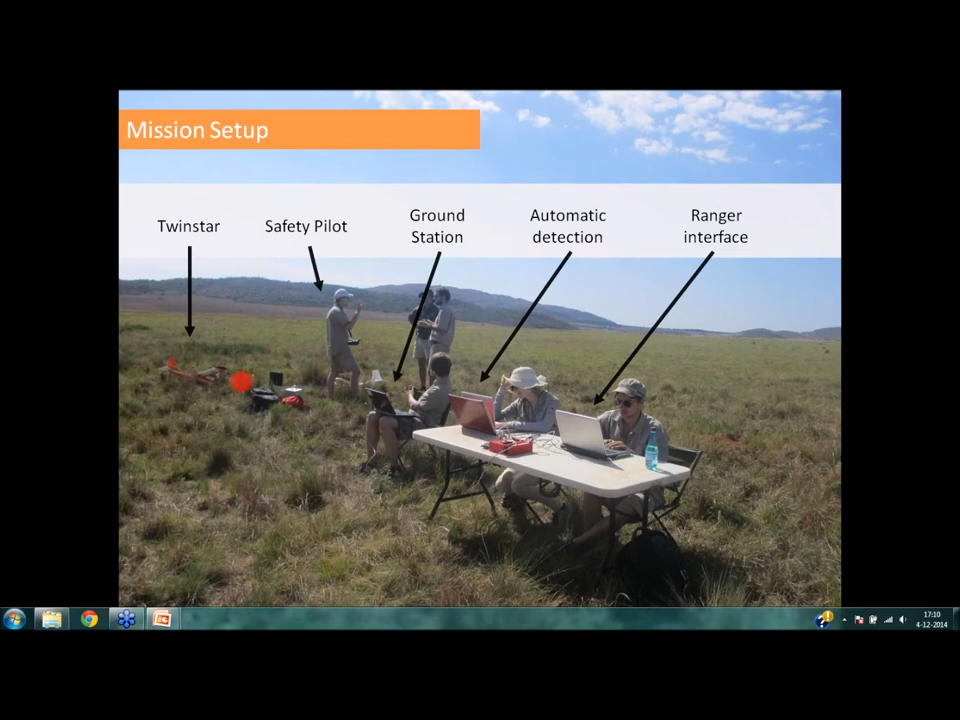 Mission Setup
Twinstar
Safety Pilot
Ground
Station
Automatic
detection
Ranger
interface
17:10
4-12-2014